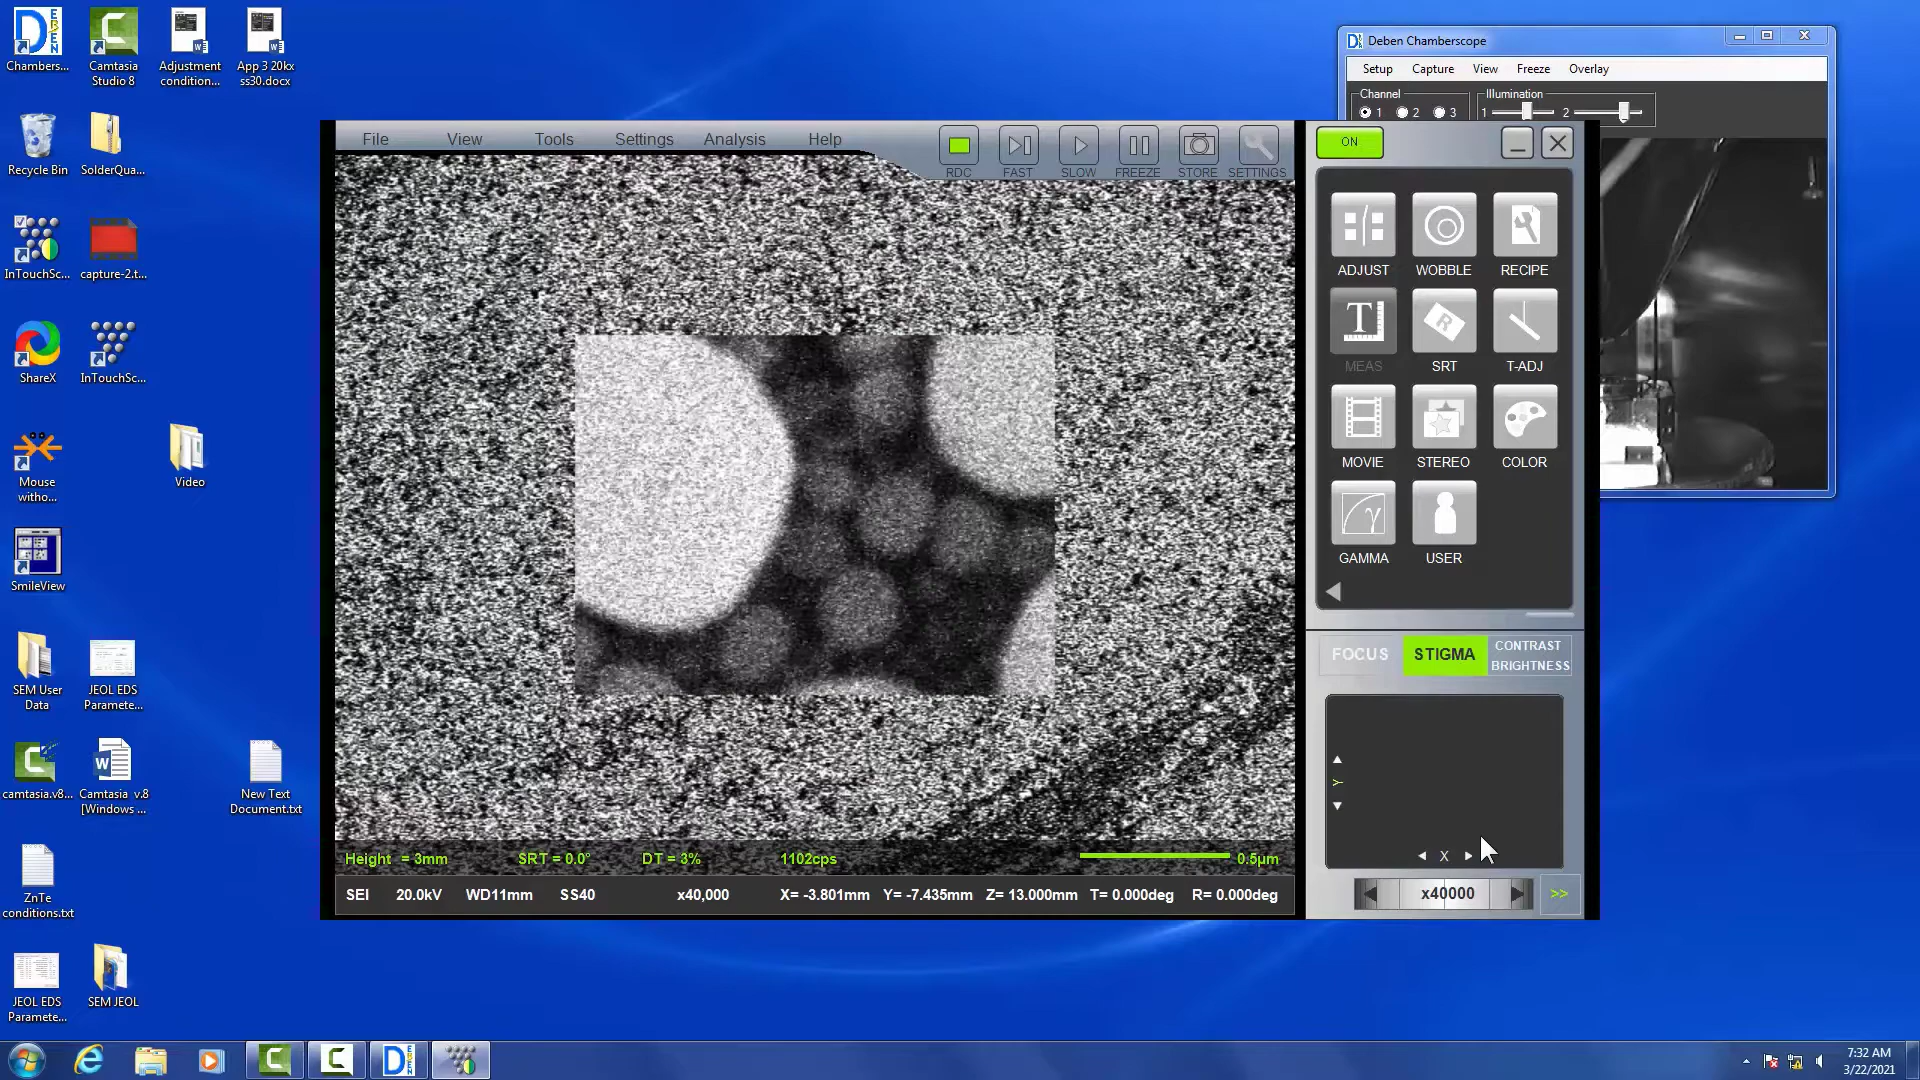 Chambers...
Camtasia
Studio 8
Adjustment
condition...
App 3 20kx
ss30.docx
Recycle Bin
SolderQua...
InTouchSc...
capture-2.t...
ShareX
InTouchSc...
Mouse
witho...
Video
SmileView
SEM User
Data
JEOL EDS
Paramete...
camtasia.v8...
Camtasia v.8
[Windows ...
New Text
Document.txt
ZnTe
conditions.txt
JEOL EDS
Paramete...
SEM JEOL
Deben Chamberscope
Setup Capture View Freeze Overlay
Channel Illumination
1 2 3 1 2
File View Tools Settings Analysis Help
RDC FAST SLOW FREEZE STORE SETTINGS
ON
ADJUST WOBBLE RECIPE
MEAS SRT T-ADJ
MOVIE STEREO COLOR
GAMMA USER
FOCUS STIGMA CONTRAST
BRIGHTNESS
Y
X
x40000 >>
Height = 3mm SRT = 0.0° DT = 3% 1102cps 0.5µm
SEI 20.0kV WD11mm SS40 x40,000 X= -3.801mm Y= -7.435mm Z= 13.000mm T= 0.000deg R= 0.000deg
7:32 AM
3/22/2021